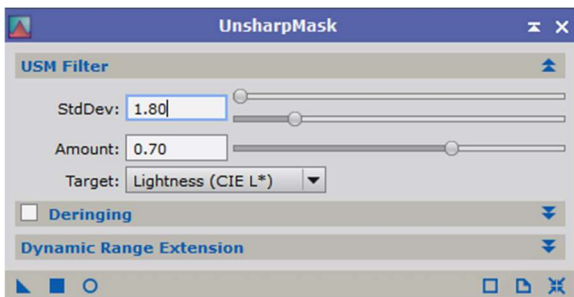 UnsharpMask
USM Filter
StdDev: 1.80
Amount: 0.70
Target: Lightness (CIE L*)
Deringing
Dynamic Range Extension